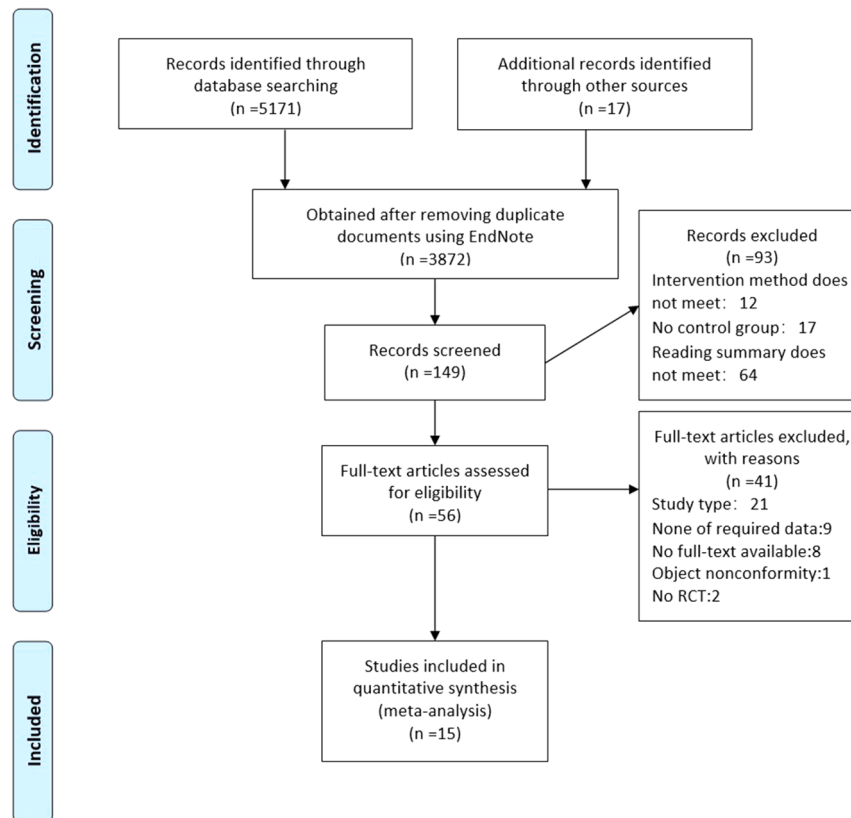 Identification
Records identified through
database searching
(n =5171)
Additional records identified
through other sources
(n =17)
Obtained after removing duplicate
documents using EndNote
(n =3872)
Screening
Records screened
(n =149)
Records excluded
(n =93)
Intervention method does
not meet： 12
No control group： 17
Reading summary does
not meet： 64
Eligibility
Full-text articles assessed
for eligibility
(n =56)
Full-text articles excluded,
with reasons
(n =41)
Study type： 21
None of required data:9
No full-text available:8
Object nonconformity:1
No RCT:2
Included
Studies included in
quantitative synthesis
(meta-analysis)
(n =15)